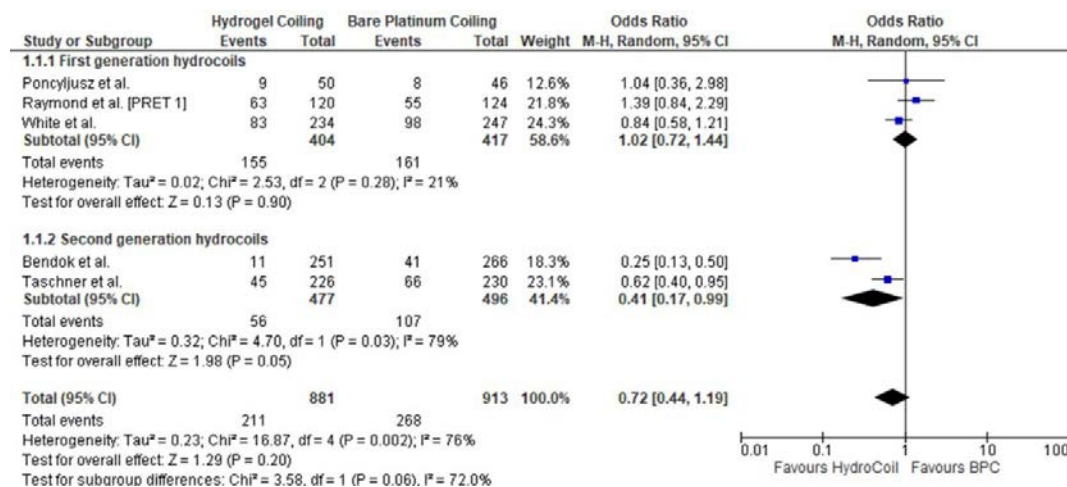 Hydrogel Coiling Bare Platinum Coiling Odds Ratio Odds Ratio
Study or Subgroup Events Total Events Total Weight M-H, Random, 95% CI M-H, Random, 95% CI
1.1.1 First generation hydrocoils
Poncyljusz et al. 9 50 8 46 12.6% 1.04 [0.36, 2.98]
Raymond et al. [PRET 1] 63 120 55 124 21.8% 1.39 [0.84, 2.29]
White et al. 83 234 98 247 24.3% 0.84 [0.58, 1.21]
Subtotal (95% CI) 404 417 58.6% 1.02 [0.72, 1.44]
Total events 155 161
Heterogeneity: Tau² = 0.02; Chi² = 2.53, df = 2 (P = 0.28); I² = 21%
Test for overall effect: Z = 0.13 (P = 0.90)
1.1.2 Second generation hydrocoils
Bendok et al. 11 251 41 266 18.3% 0.25 [0.13, 0.50]
Taschner et al. 45 226 66 230 23.1% 0.62 [0.40, 0.95]
Subtotal (95% CI) 477 496 41.4% 0.41 [0.17, 0.99]
Total events 56 107
Heterogeneity: Tau² = 0.32; Chi² = 4.70, df = 1 (P = 0.03); I² = 79%
Test for overall effect: Z = 1.98 (P = 0.05)
Total (95% CI) 881 913 100.0% 0.72 [0.44, 1.19]
Total events 211 268
Heterogeneity: Tau² = 0.23; Chi² = 16.87, df = 4 (P = 0.002); I² = 76%
Test for overall effect: Z = 1.29 (P = 0.20)
Test for subgroup differences: Chi² = 3.58, df = 1 (P = 0.06), I² = 72.0%
0.01 0.1 1 10 100
Favours HydroCoil Favours BPC